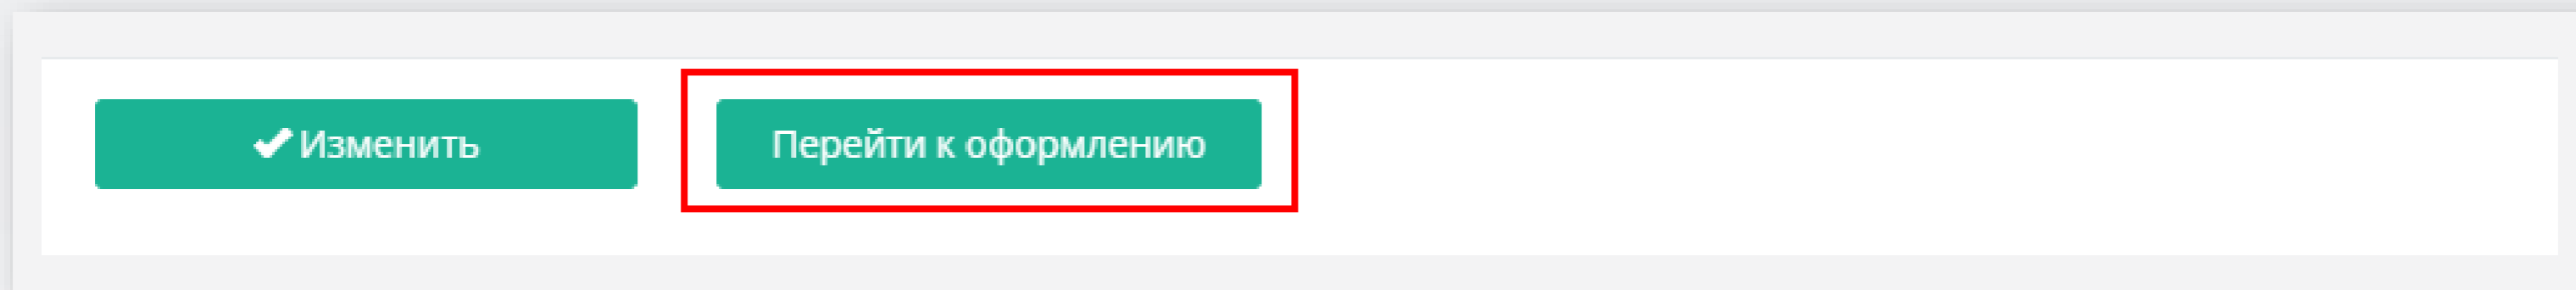 Изменить
Перейти к оформлению